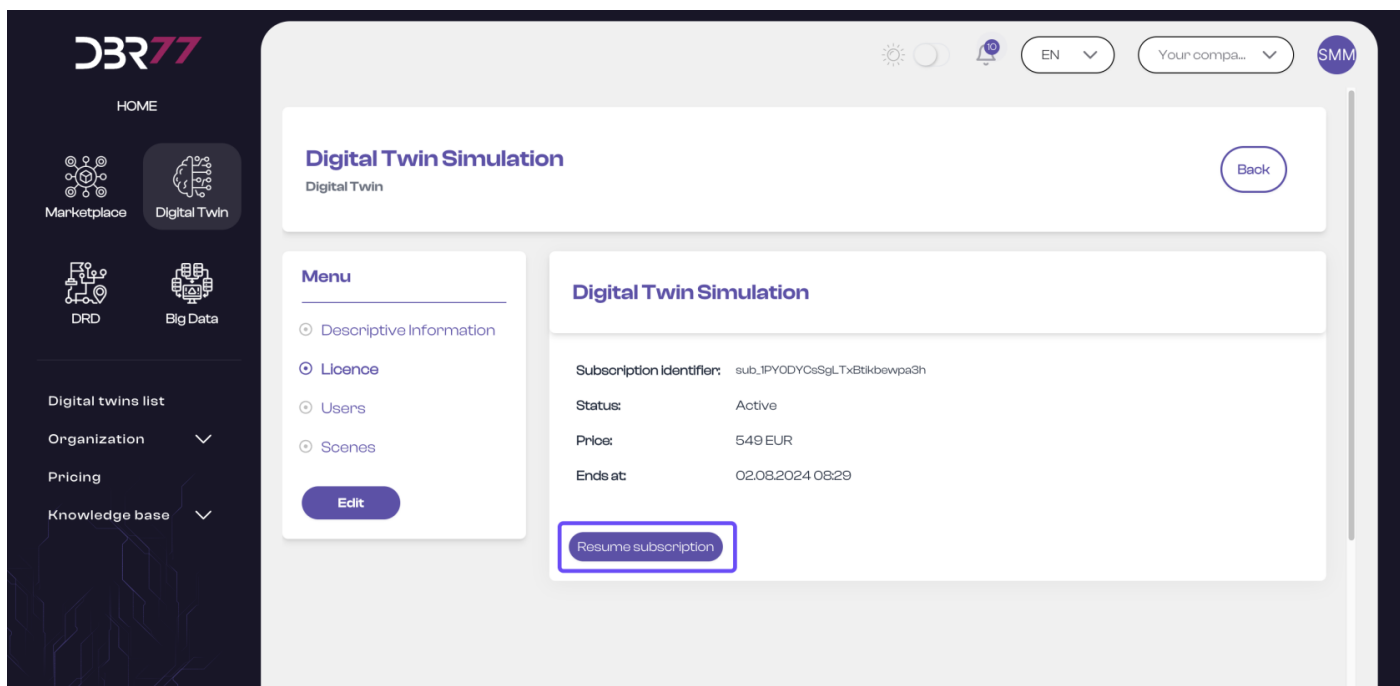 DBR77
10
EN
Your compa...
SMM
HOME
Marketplace
Digital Twin
DRD
Big Data
Digital twins list
Organization
Pricing
Knowledge base
Digital Twin Simulation
Digital Twin
Back
Menu
Descriptive Information
Licence
Users
Scenes
Edit
Digital Twin Simulation
Subscription identifier: sub_1PY0DYCsSgLTxBtikbewpa3h
Status: Active
Price: 549 EUR
Ends at: 02.08.2024 08:29
Resume subscription